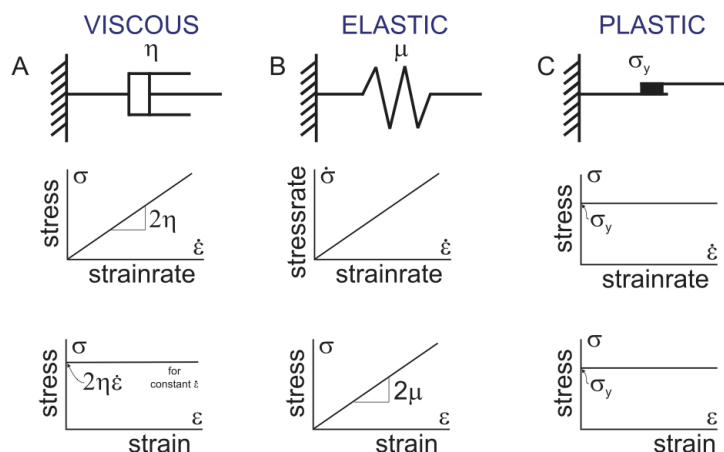 VISCOUS
ELASTIC
PLASTIC
A
η
B
μ
C
σy
stress
σ
2η
ε̇
strainrate
stressrate
σ̇
ε̇
strainrate
stress
σ
σy
ε̇
strainrate
stress
σ
2ηε̇
for
constant ε̇
ε
strain
stress
σ
2μ
ε
strain
stress
σ
σy
ε
strain